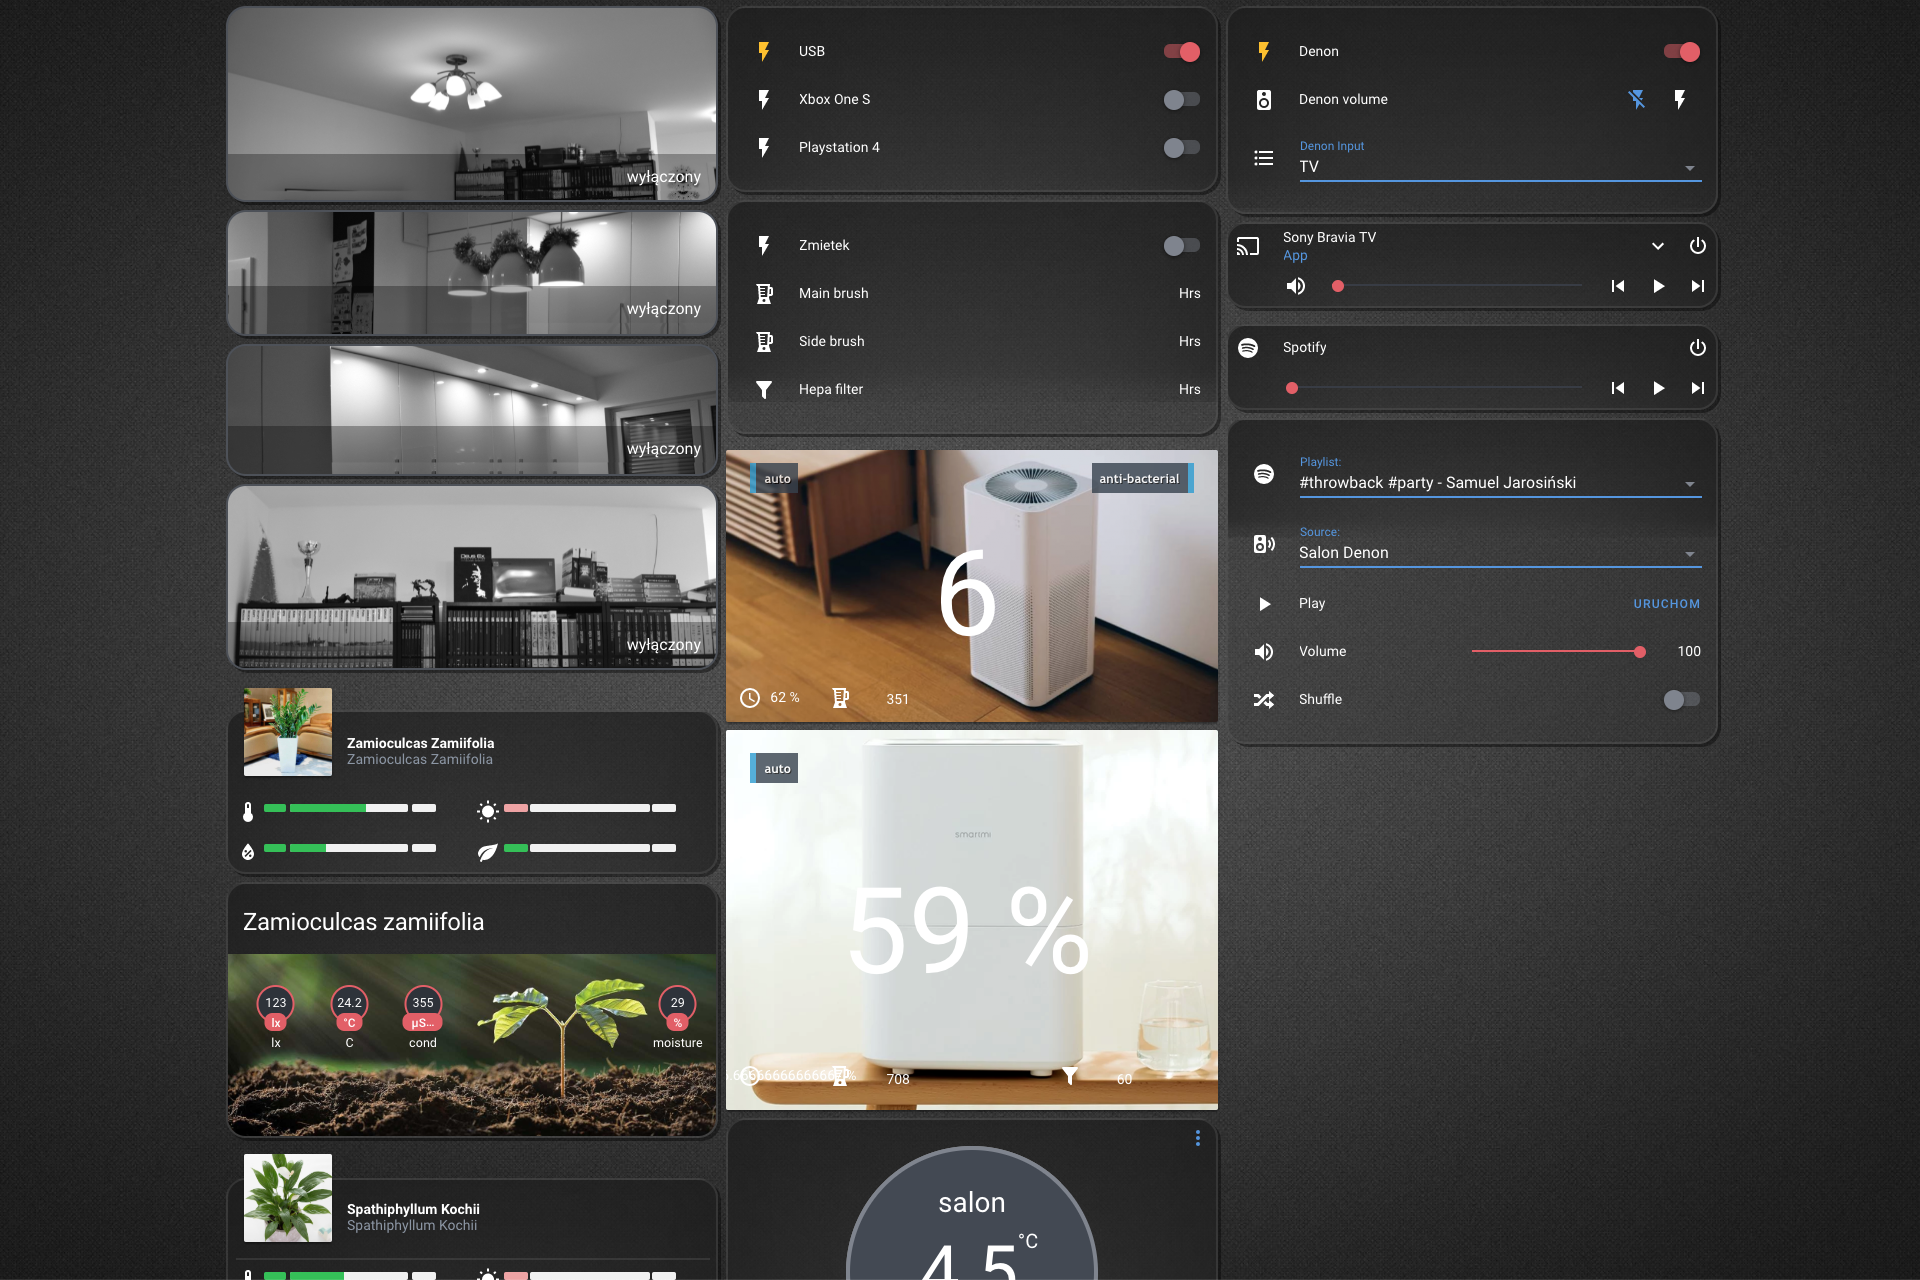 wyłączony
wyłączony
wyłączony
Deus Ex
wyłączony
Zamioculcas Zamiifolia
Zamioculcas Zamiifolia
Zamioculcas zamiifolia
123 24.2 355 29
lx °C µS... %
lx C cond moisture
Spathiphyllum Kochii
Spathiphyllum Kochii
USB
Xbox One S
Playstation 4
Zmietek
Main brush Hrs
Side brush Hrs
Hepa filter Hrs
auto anti-bacterial
6
62 % 351
auto
smartmi
59 %
708 60
salon
4.5 °C
Denon
Denon volume
Denon Input
TV
Sony Bravia TV
App
Spotify
Playlist:
#throwback #party - Samuel Jarosiński
Source:
Salon Denon
Play URUCHOM
Volume 100
Shuffle